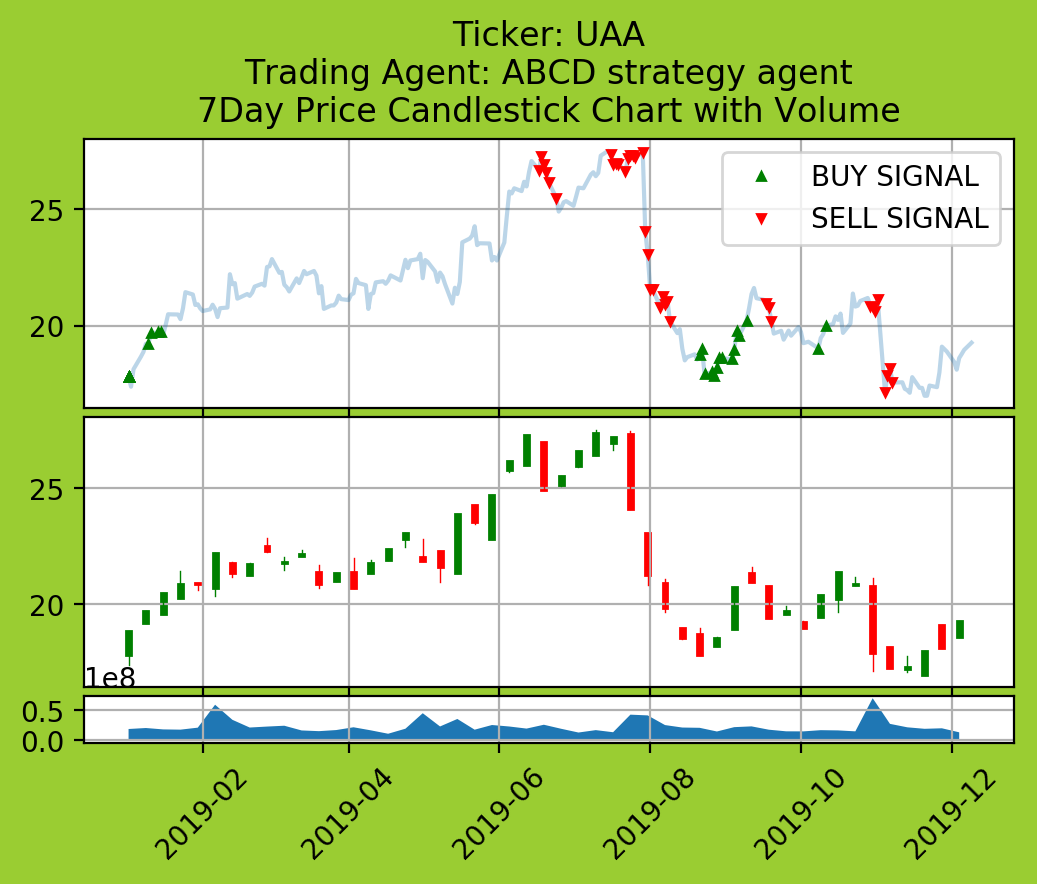 Ticker: UAA
Trading Agent: ABCD strategy agent
7Day Price Candlestick Chart with Volume
BUY SIGNAL
SELL SIGNAL
25
20
25
20
1e8
0.5
0.0
2019-02
2019-04
2019-06
2019-08
2019-10
2019-12